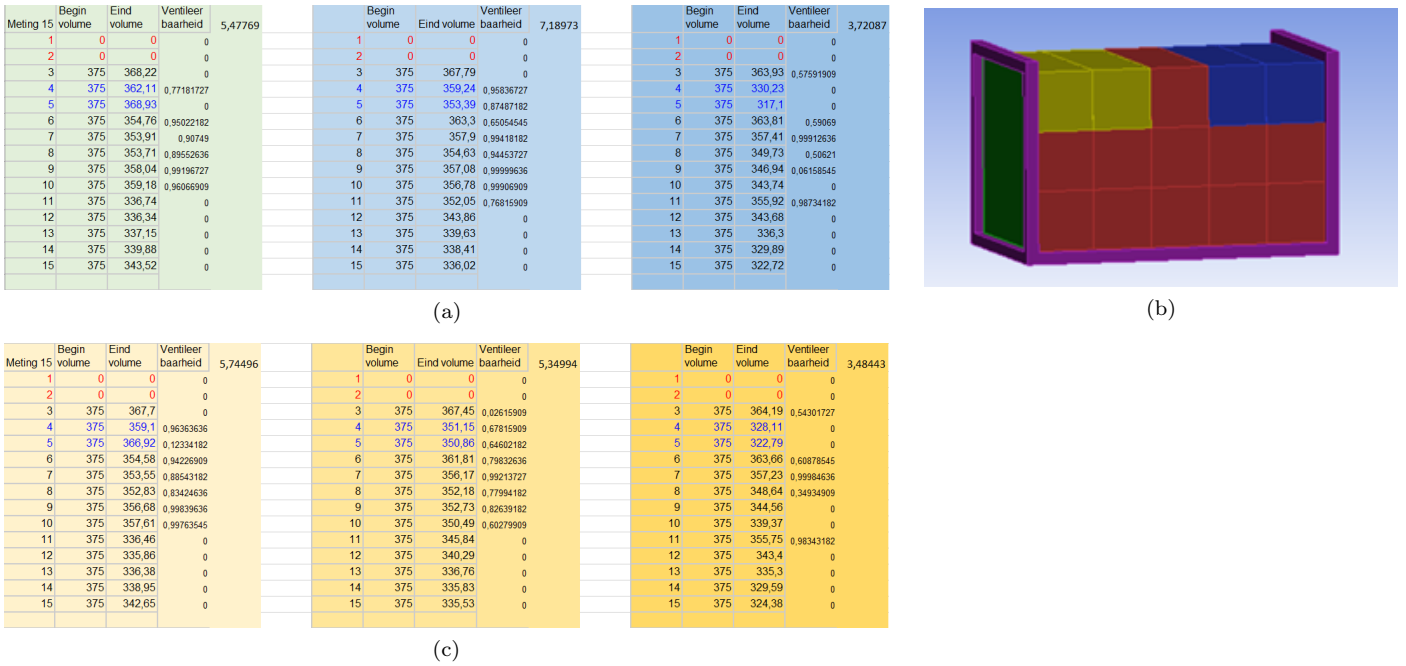 Meting 15 Begin volume Eind volume Ventileer baarheid 5,47769 Begin volume Eind volume Ventileer baarheid 7,18973 Begin volume Eind volume Ventileer baarheid 3,72087
1 0 0 0 1 0 0 0 1 0 0 0
2 0 0 0 2 0 0 0 2 0 0 0
3 375 368,22 0 3 375 367,79 0 3 375 363,93 0,57591909
4 375 362,11 0,77181727 4 375 359,24 0,95836727 4 375 330,23 0
5 375 368,93 0 5 375 353,39 0,87487182 5 375 317,1 0
6 375 354,76 0,95022182 6 375 363,3 0,65054545 6 375 363,81 0,59069
7 375 353,91 0,90749 7 375 357,9 0,99418182 7 375 357,41 0,99912636
8 375 353,71 0,89552636 8 375 354,63 0,94453727 8 375 349,73 0,50621
9 375 358,04 0,99196727 9 375 357,08 0,99999636 9 375 346,94 0,06158545
10 375 359,18 0,96066909 10 375 356,78 0,99906909 10 375 343,74 0
11 375 336,74 0 11 375 352,05 0,76815909 11 375 355,92 0,98734182
12 375 336,34 0 12 375 343,86 0 12 375 343,68 0
13 375 337,15 0 13 375 339,63 0 13 375 336,3 0
14 375 339,88 0 14 375 338,41 0 14 375 329,89 0
15 375 343,52 0 15 375 336,02 0 15 375 322,72 0
(a)
(b)
Meting 15 Begin volume Eind volume Ventileer baarheid 5,74496 Begin volume Eind volume Ventileer baarheid 5,34994 Begin volume Eind volume Ventileer baarheid 3,48443
1 0 0 0 1 0 0 0 1 0 0 0
2 0 0 0 2 0 0 0 2 0 0 0
3 375 367,7 0 3 375 367,45 0,02615909 3 375 364,19 0,54301727
4 375 359,1 0,96363636 4 375 351,15 0,67815909 4 375 328,11 0
5 375 366,92 0,12334182 5 375 350,86 0,64602182 5 375 322,79 0
6 375 354,58 0,94226909 6 375 361,81 0,79832636 6 375 363,66 0,60878545
7 375 353,55 0,88543182 7 375 356,17 0,99213727 7 375 357,23 0,99984636
8 375 352,83 0,83424636 8 375 352,18 0,77994182 8 375 348,64 0,34934909
9 375 356,68 0,99839636 9 375 352,73 0,82639182 9 375 344,56 0
10 375 357,61 0,99763545 10 375 350,49 0,60279909 10 375 339,37 0
11 375 336,46 0 11 375 345,84 0 11 375 355,75 0,98343182
12 375 335,86 0 12 375 340,29 0 12 375 343,4 0
13 375 336,38 0 13 375 336,76 0 13 375 335,3 0
14 375 338,95 0 14 375 335,83 0 14 375 329,59 0
15 375 342,65 0 15 375 335,53 0 15 375 324,38 0
(c)